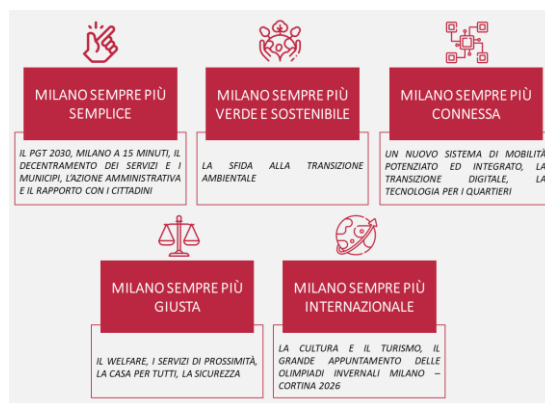 MILANO SEMPRE PIÙ
SEMPLICE
IL PGT 2030, MILANO A 15 MINUTI, IL
DECENTRAMENTO DEI SERVIZI E I
MUNICIPI, L'AZIONE AMMINISTRATIVA
E IL RAPPORTO CON I CITTADINI
MILANO SEMPRE PIÙ
VERDE E SOSTENIBILE
LA SFIDA ALLA TRANSIZIONE
AMBIENTALE
MILANO SEMPRE PIÙ
CONNESSA
UN NUOVO SISTEMA DI MOBILITÀ
POTENZIATO ED INTEGRATO, LA
TRANSIZIONE DIGITALE, LA
TECNOLOGIA PER I QUARTIERI
MILANO SEMPRE PIÙ
GIUSTA
IL WELFARE, I SERVIZI DI PROSSIMITÀ,
LA CASA PER TUTTI, LA SICUREZZA
MILANO SEMPRE PIÙ
INTERNAZIONALE
LA CULTURA E IL TURISMO, IL
GRANDE APPUNTAMENTO DELLE
OLIMPIADI INVERNALI MILANO –
CORTINA 2026